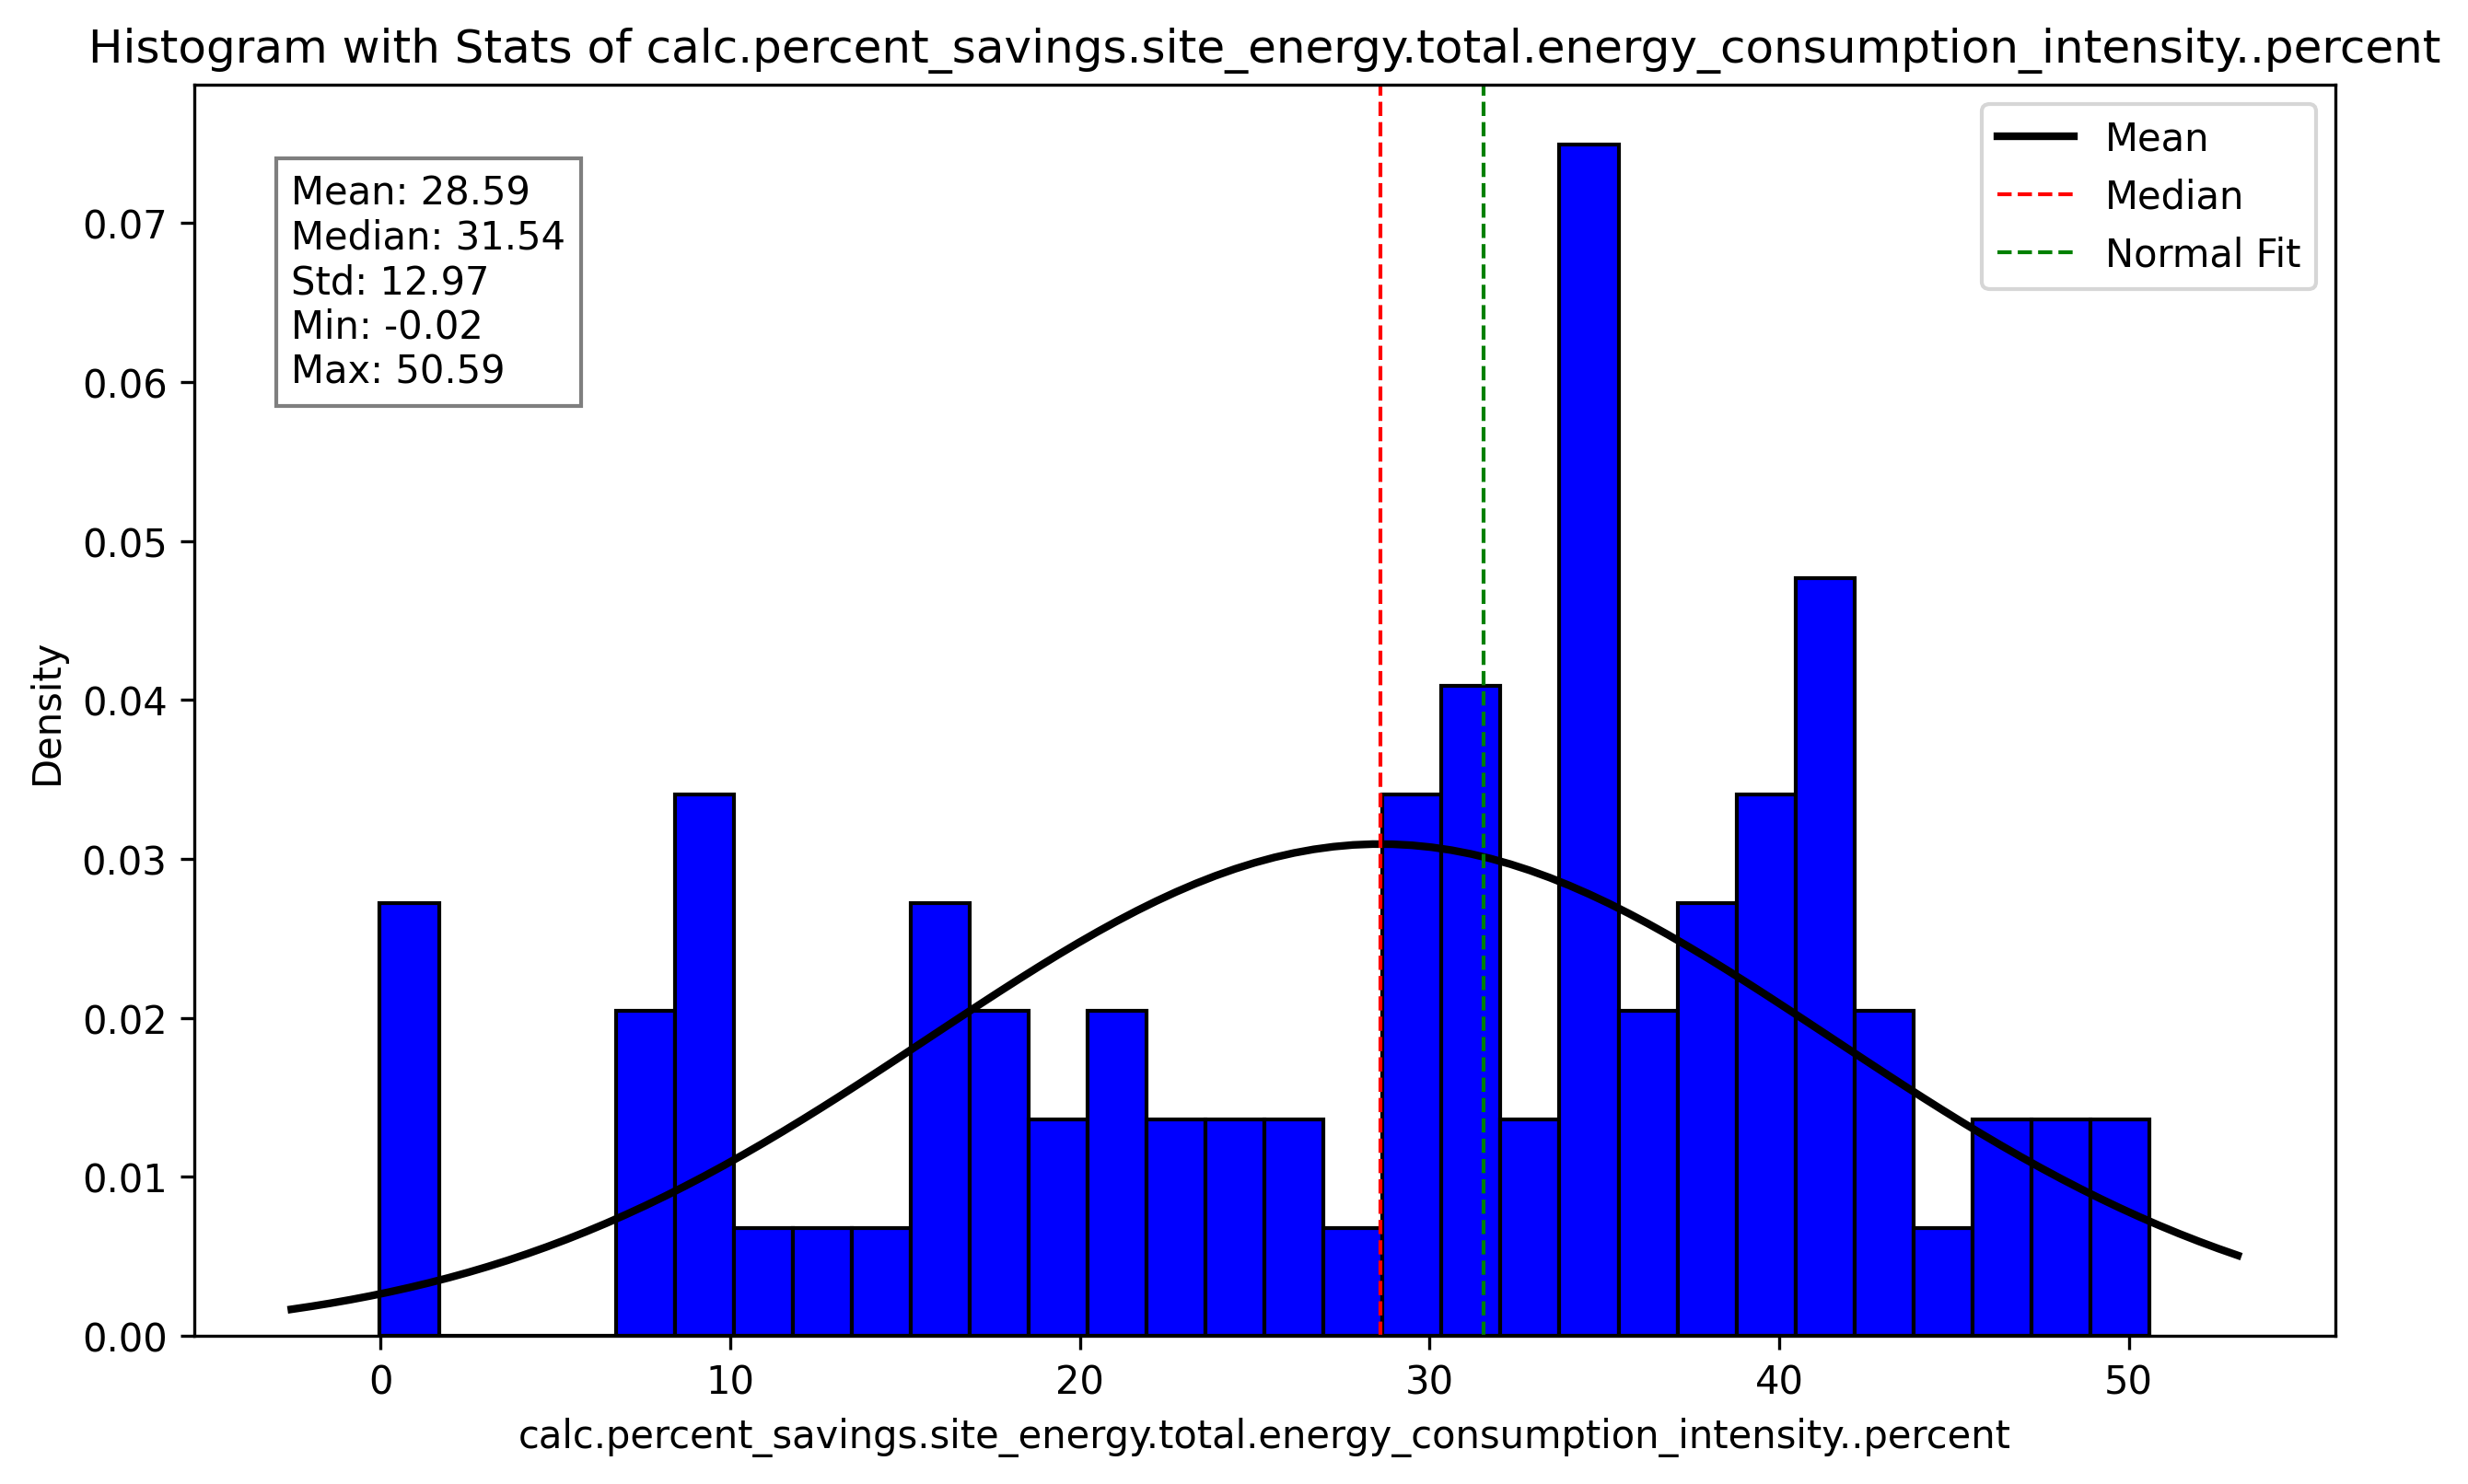 Histogram with Stats of calc.percent_savings.site_energy.total.energy_consumption_intensity..percent
Mean: 28.59
Median: 31.54
Std: 12.97
Min: -0.02
Max: 50.59
Mean
Median
Normal Fit
Density
0.07
0.06
0.05
0.04
0.03
0.02
0.01
0.00
0
10
20
30
40
50
calc.percent_savings.site_energy.total.energy_consumption_intensity..percent